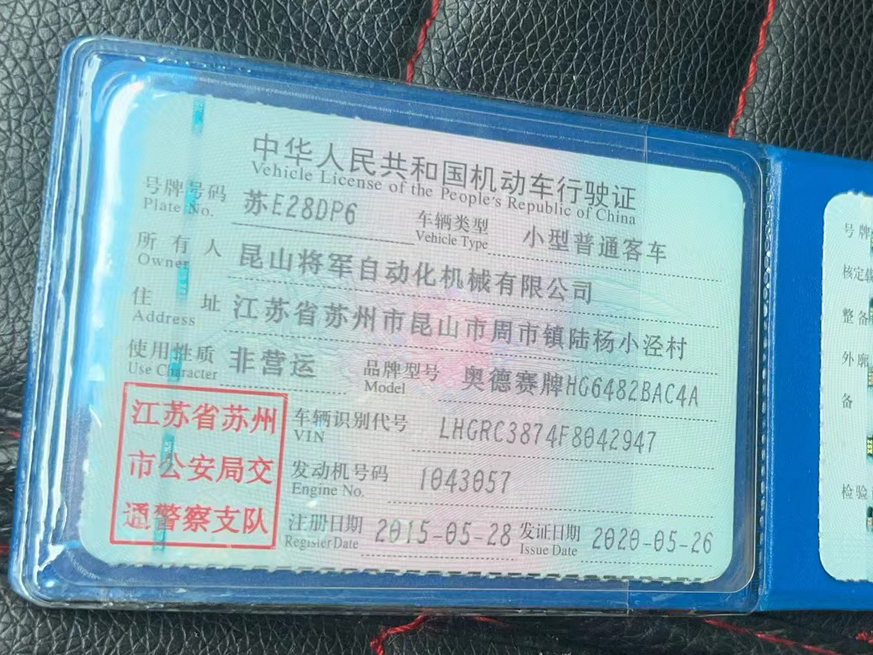 中华人民共和国机动车行驶证
Vehicle License of the People's Republic of China
号牌号码 苏E28DP6 车辆类型 小型普通客车
Plate No. Vehicle Type
所有人 昆山将军自动化机械有限公司
Owner
住址 江苏省苏州市昆山市周市镇陆杨小泾村
Address
使用性质 非营运 品牌型号 奥德赛牌HG6482BAC4A
Use Character Model
江苏省苏州
市公安局交
通警察支队
车辆识别代号 LHGRC3874F8042947
VIN
发动机号码 1043057
Engine No.
注册日期 2015-05-28 发证日期 2020-05-26
Register Date Issue Date
号牌
核定载
整备
外廓
备
检验